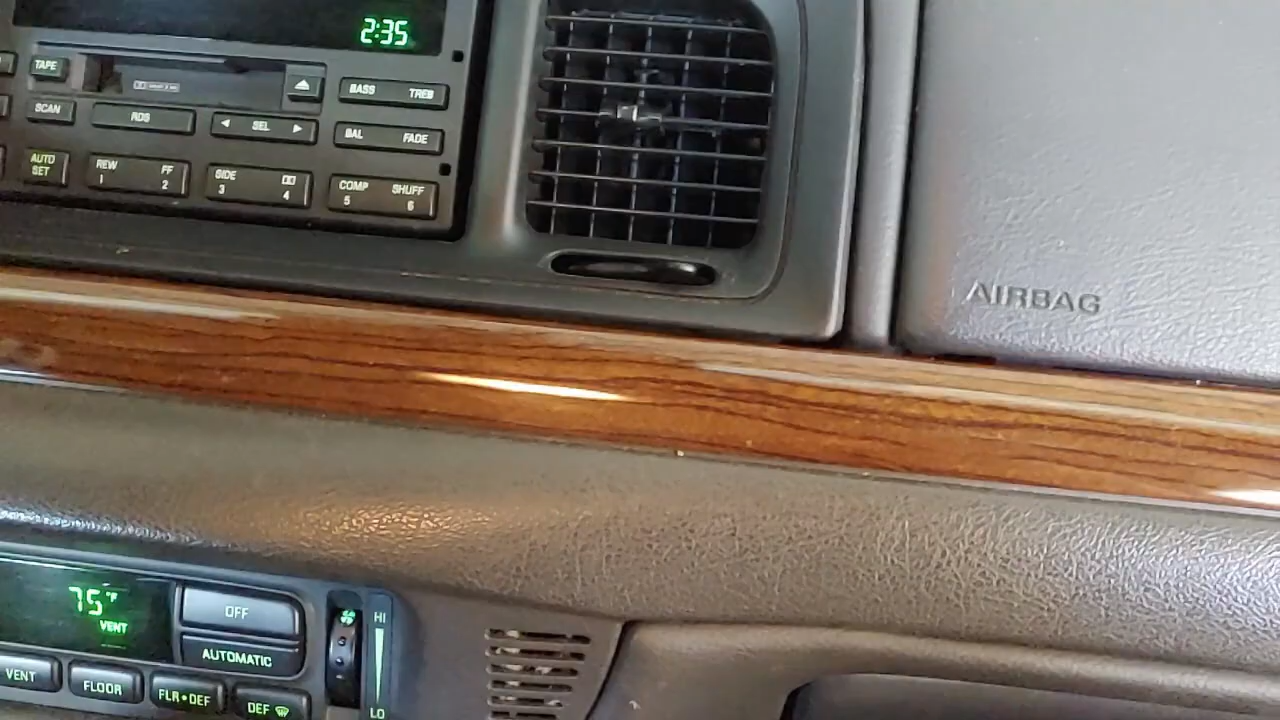 2:35
TAPE
BASS TREB
SCAN
RDS
◄ SEL ►
BAL FADE
AUTO
SET
REW FF
1 2
SIDE
3 4
COMP SHUFF
5 6
AIRBAG
75°F
VENT
OFF
AUTOMATIC
HI
LO
VENT
FLOOR
FLR•DEF
DEF